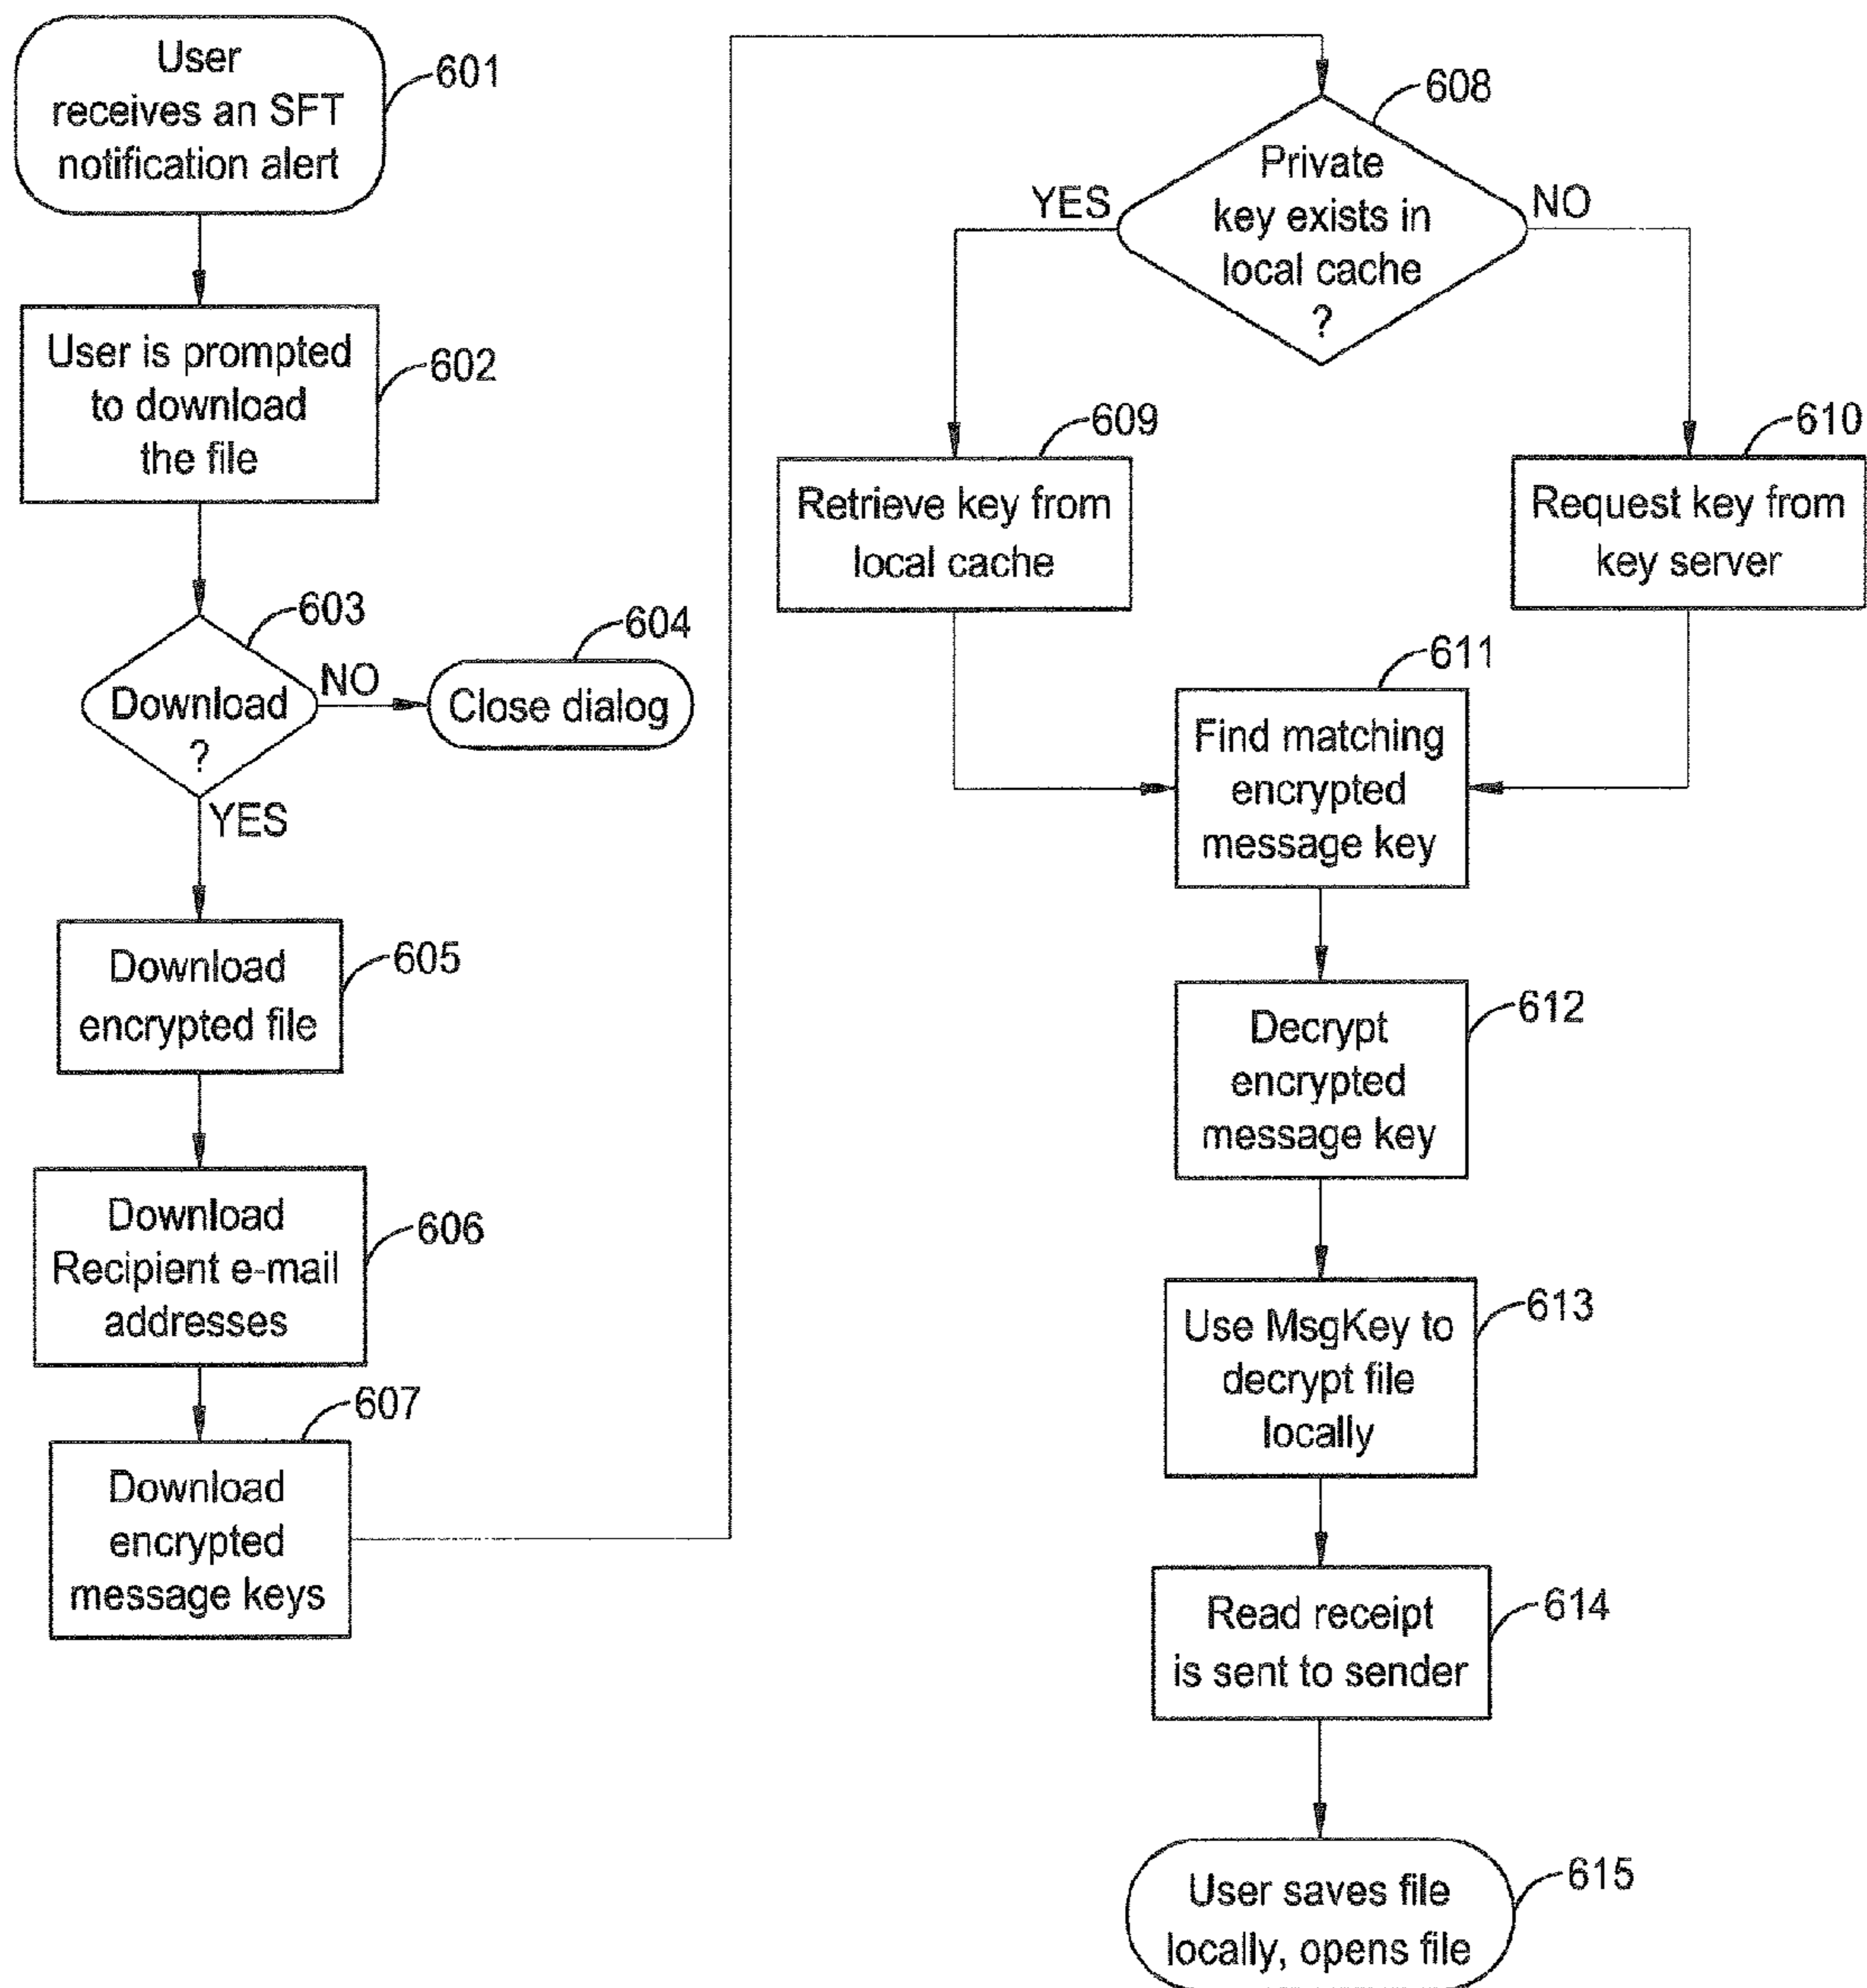 User
receives an SFT
notification alert
601
User is prompted
to download
the file
602
Download
?
603
NO
Close dialog
604
YES
Download
encrypted file
605
Download
Recipient e-mail
addresses
606
Download
encrypted
message keys
607
Private
key exists in
local cache
?
608
YES
NO
Retrieve key from
local cache
609
Request key from
key server
610
Find matching
encrypted
message key
611
Decrypt
encrypted
message key
612
Use MsgKey to
decrypt file
locally
613
Read receipt
is sent to sender
614
User saves file
locally, opens file
615